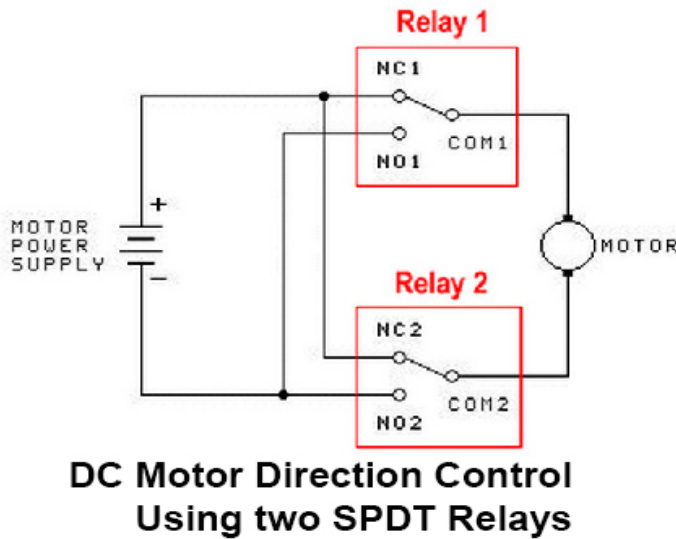 Relay 1
NC1
COM1
NO1
+
MOTOR
POWER
SUPPLY
–
MOTOR
Relay 2
NC2
COM2
NO2
DC Motor Direction Control
Using two SPDT Relays